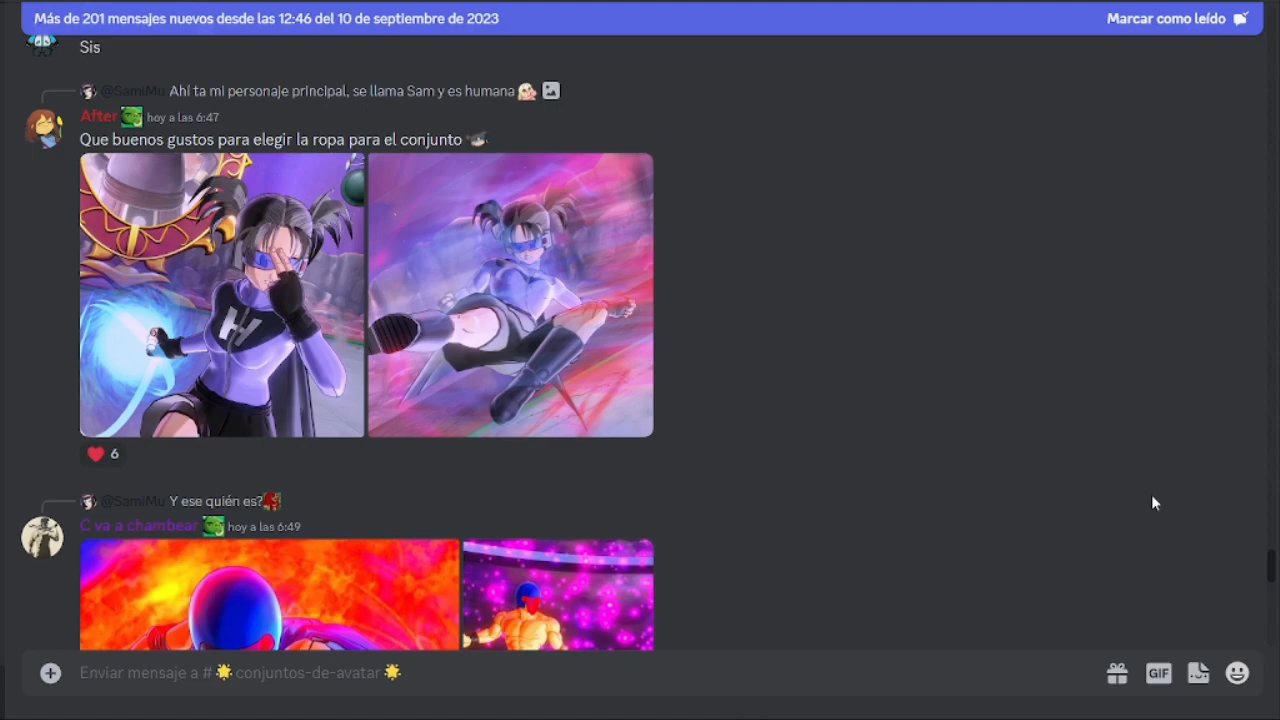 Más de 201 mensajes nuevos desde las 12:46 del 10 de septiembre de 2023
Marcar como leído
Sis
@SamiMu Ahí ta mi personaje principal, se llama Sam y es humana
After hoy a las 6:47
Que buenos gustos para elegir la ropa para el conjunto
H
6
@SamiMu Y ese quién es?
C va a chambear hoy a las 6:49
Enviar mensaje a # conjuntos-de-avatar
GIF